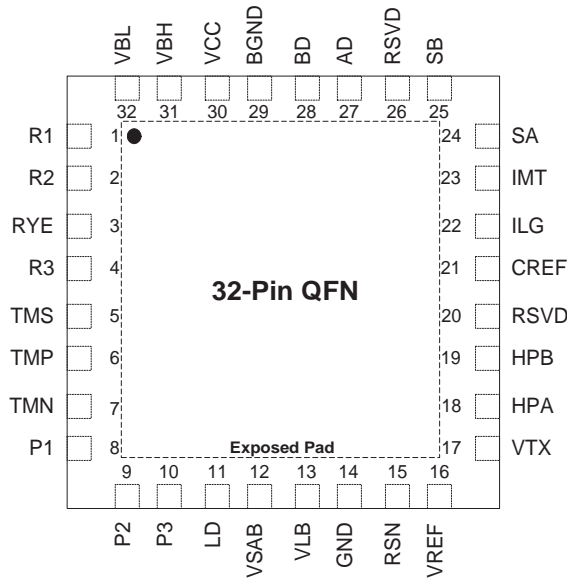 VBL VBH VCC BGND BD AD RSVD SB
32 31 30 29 28 27 26 25
R1 1 24 SA
R2 2 23 IMT
RYE 3 22 ILG
R3 4 21 CREF
32-Pin QFN
TMS 5 20 RSVD
TMP 6 19 HPB
TMN 7 18 HPA
P1 8 Exposed Pad 17 VTX
9 10 11 12 13 14 15 16
P2 P3 LD VSAB VLB GND RSN VREF